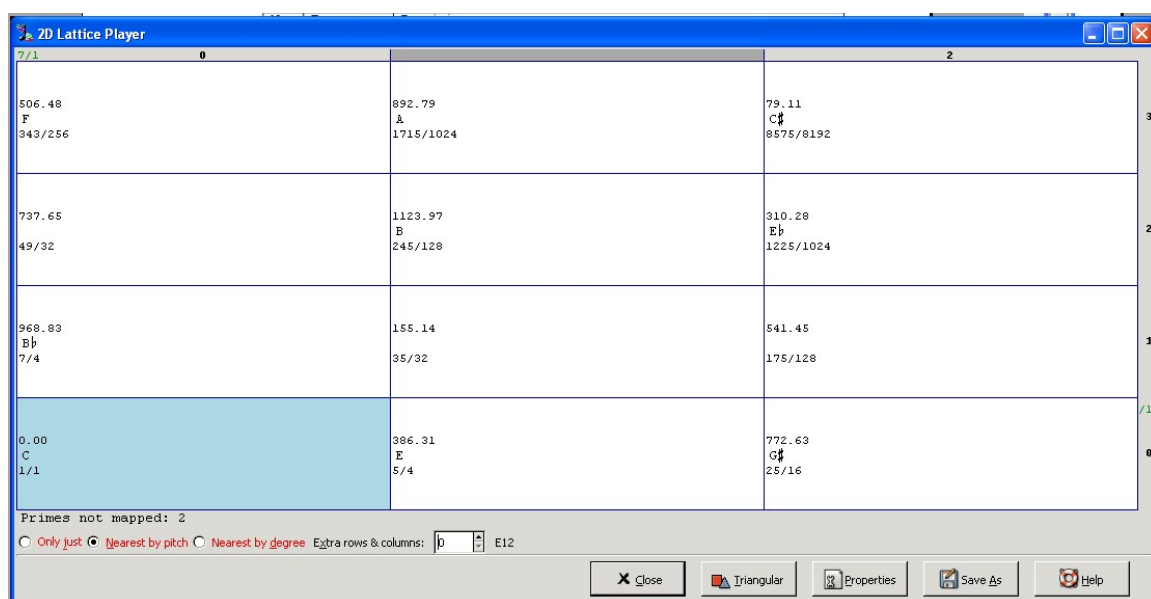 2D Lattice Player
7/1 0 2
506.48 892.79 79.11
F A C♯ 3
343/256 1715/1024 8575/8192
737.65 1123.97 310.28
B E♭ 2
49/32 245/128 1225/1024
968.83 155.14 541.45
B♭ 1
7/4 35/32 175/128
/1
0.00 386.31 772.63
C E G♯ 0
1/1 5/4 25/16
Primes not mapped: 2
Only just Nearest by pitch Nearest by degree Extra rows & columns: 0 E12
Close Triangular Properties Save As Help